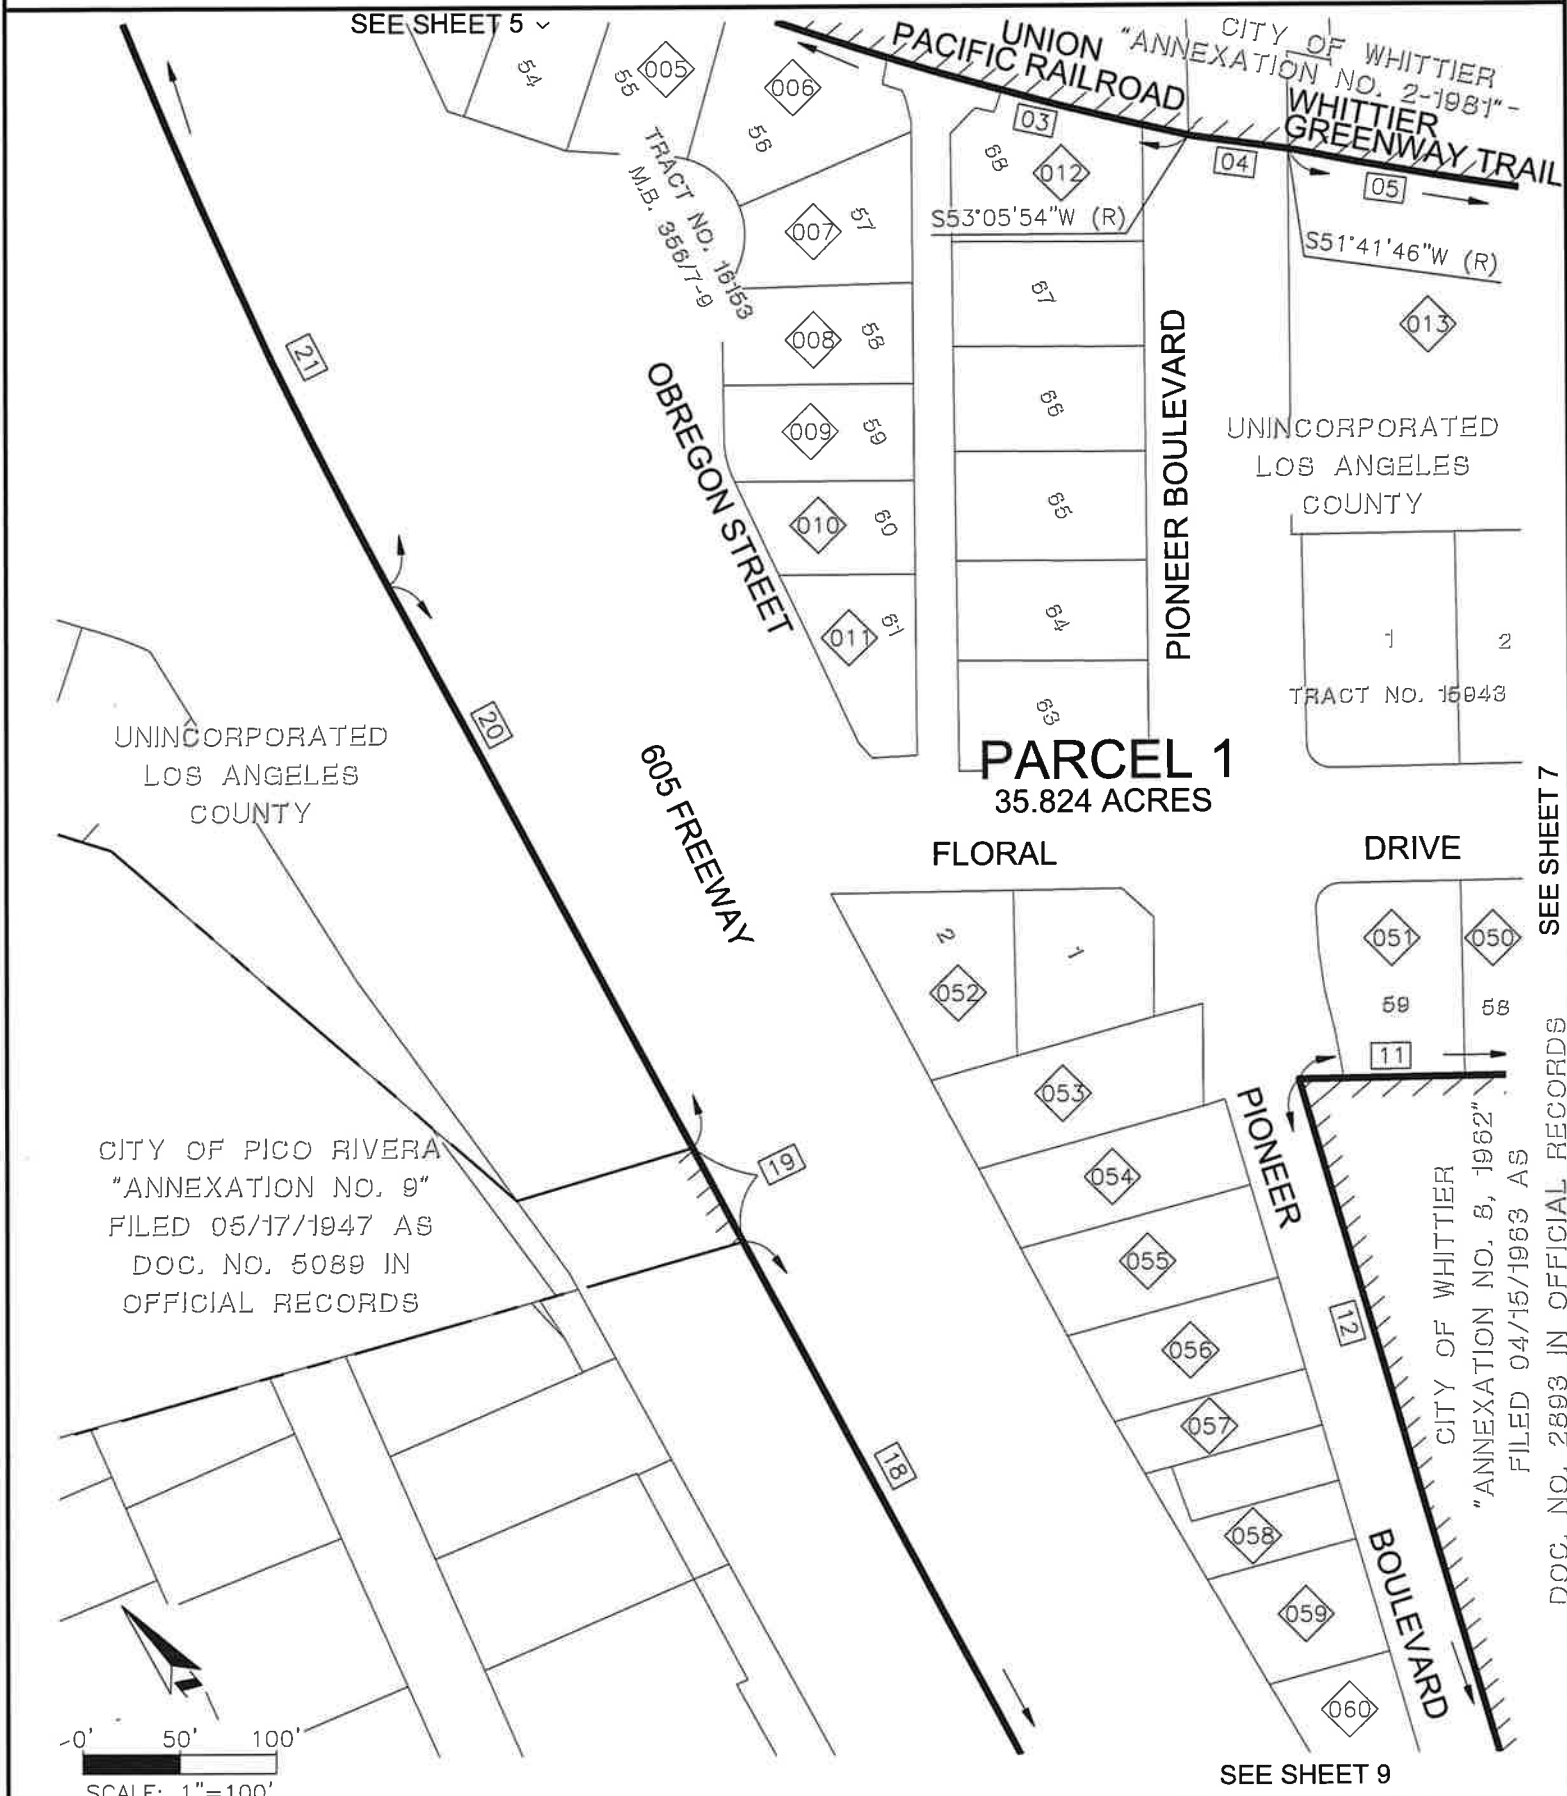 SEE SHEET 5
UNION
PACIFIC RAILROAD
CITY OF WHITTIER
"ANNEXATION NO. 2-1981"
WHITTIER
GREENWAY TRAIL
54
55
005
006
56
03
04
05
68
012
S53°05'54"W (R)
S51°41'46"W (R)
TRACT NO. 16153
M.B. 356/7-9
007
57
67
013
21
008
58
OBREGON STREET
009
59
66
PIONEER BOULEVARD
UNINCORPORATED
LOS ANGELES
COUNTY
010
60
65
011
61
64
1
2
TRACT NO. 15943
63
20
UNINCORPORATED
LOS ANGELES
COUNTY
605 FREEWAY
PARCEL 1
35.824 ACRES
FLORAL
DRIVE
SEE SHEET 7
2
1
052
051
050
59
58
11
053
PIONEER
CITY OF PICO RIVERA
"ANNEXATION NO. 9"
FILED 05/17/1947 AS
DOC. NO. 5089 IN
OFFICIAL RECORDS
19
054
055
12
056
057
18
058
059
060
BOULEVARD
CITY OF WHITTIER
"ANNEXATION NO. 8, 1962"
FILED 04/15/1963 AS
DOC. NO. 2893 IN OFFICIAL RECORDS
N
0' 50' 100'
SCALE: 1"=100'
SEE SHEET 9